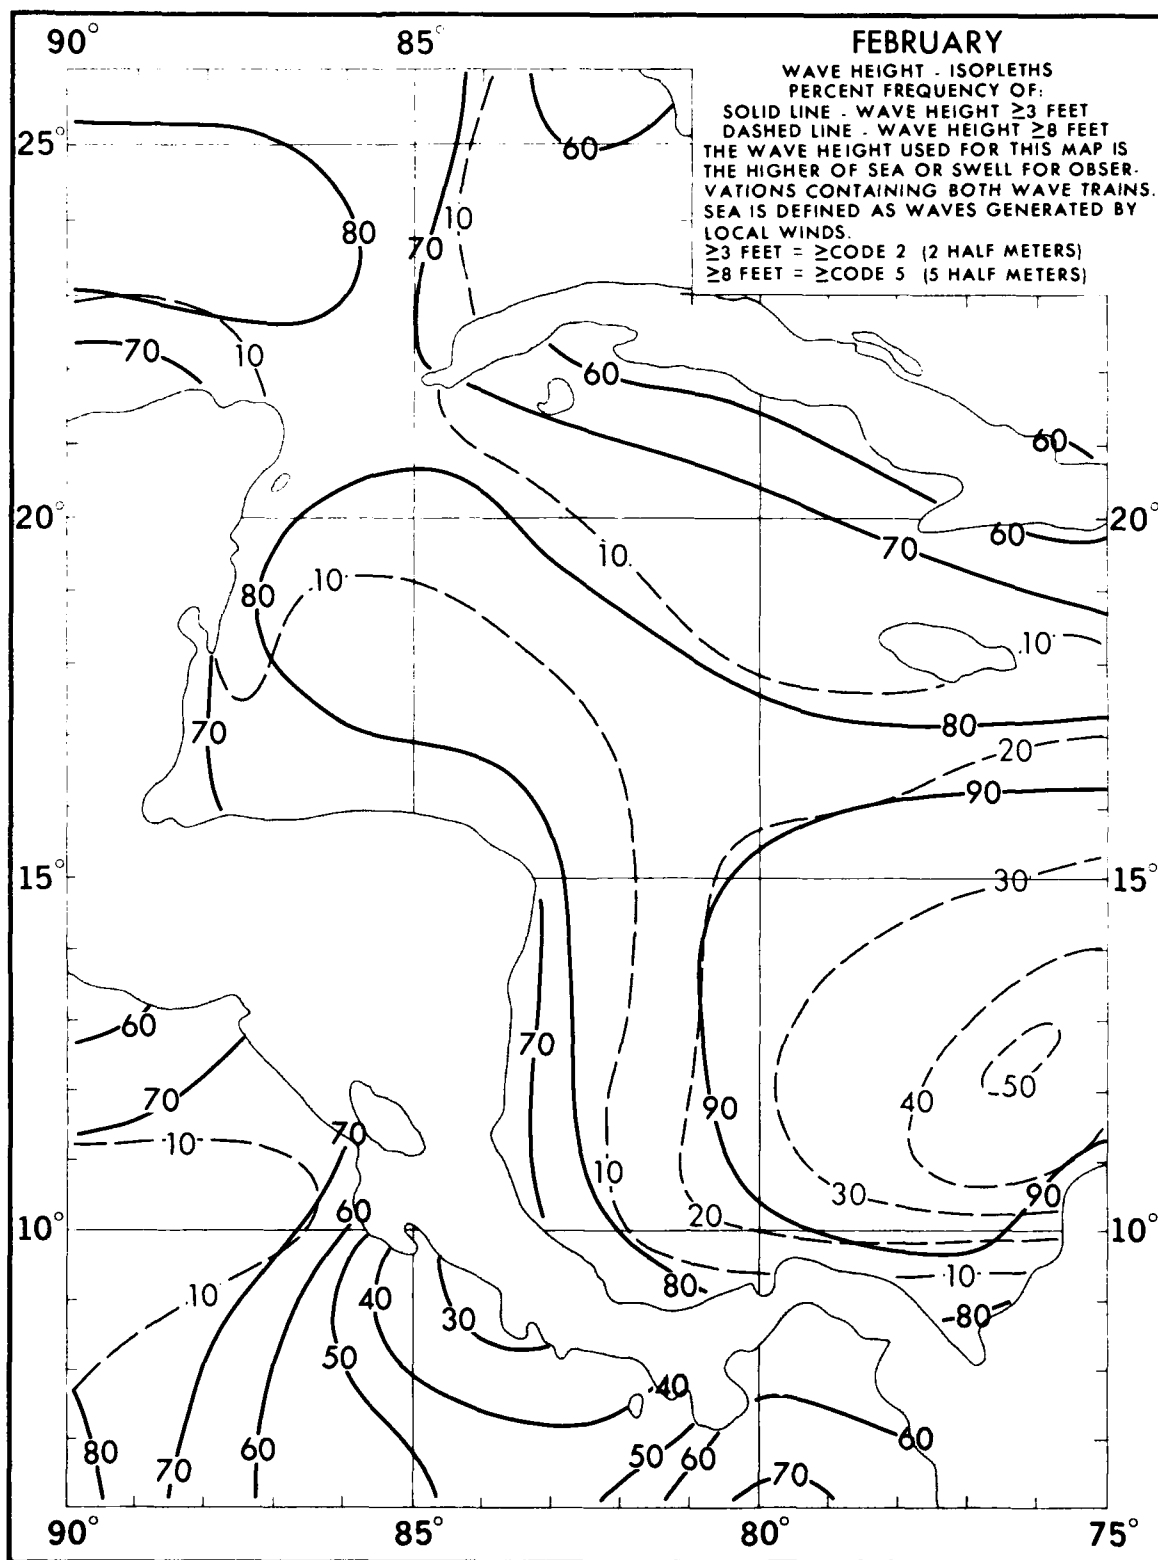 90° 85° FEBRUARY
WAVE HEIGHT - ISOPLETHS
PERCENT FREQUENCY OF:
SOLID LINE - WAVE HEIGHT ≥3 FEET
DASHED LINE - WAVE HEIGHT ≥8 FEET
THE WAVE HEIGHT USED FOR THIS MAP IS
THE HIGHER OF SEA OR SWELL FOR OBSER-
VATIONS CONTAINING BOTH WAVE TRAINS.
SEA IS DEFINED AS WAVES GENERATED BY
LOCAL WINDS.
≥3 FEET = ≥CODE 2 (2 HALF METERS)
≥8 FEET = ≥CODE 5 (5 HALF METERS)
25° 60
10
80 70
70 10
60
60
20° 70 60 20°
10
80 10
10
70 80
20
90
15° 30 15°
60 70
50
70 90 40
70
10 10 30 90
60 20
10° 10°
10 80 10
40 30 80
50
40
80 70 60 50 60 60
70
90° 85° 80° 75°